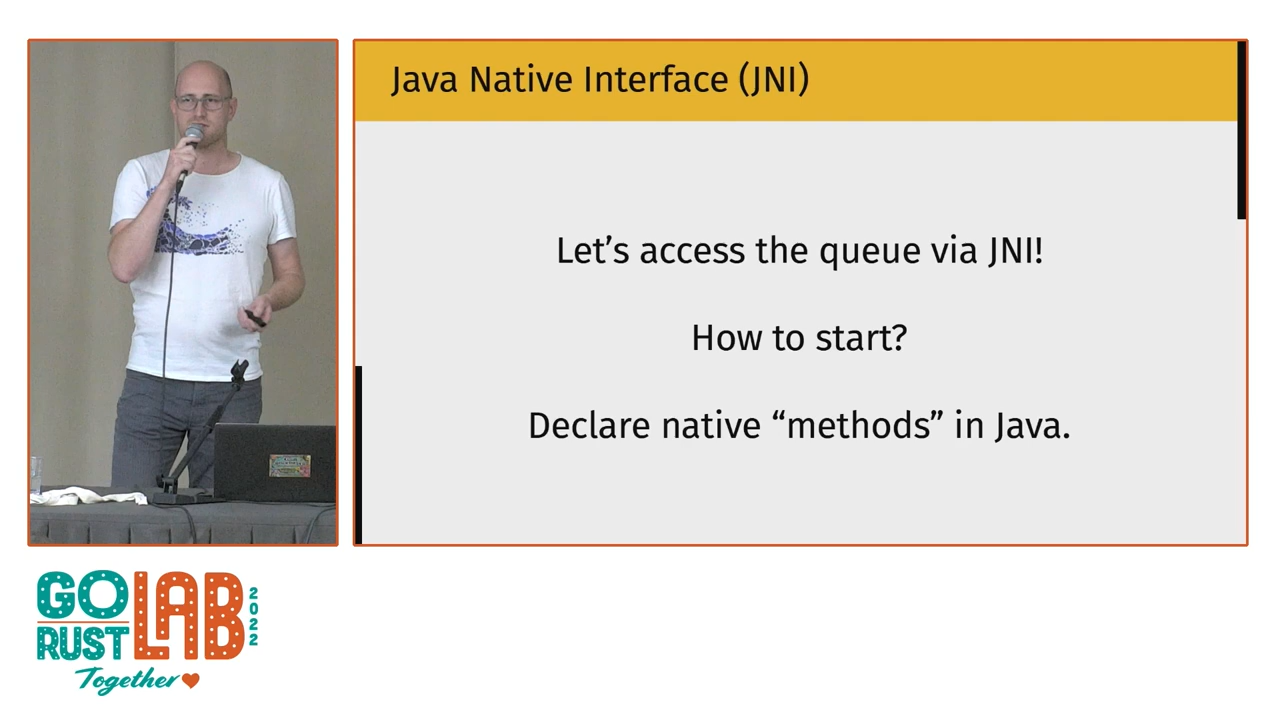 Java Native Interface (JNI)
Let’s access the queue via JNI!
How to start?
Declare native “methods” in Java.
GO
RUST
LAB
2022
Together